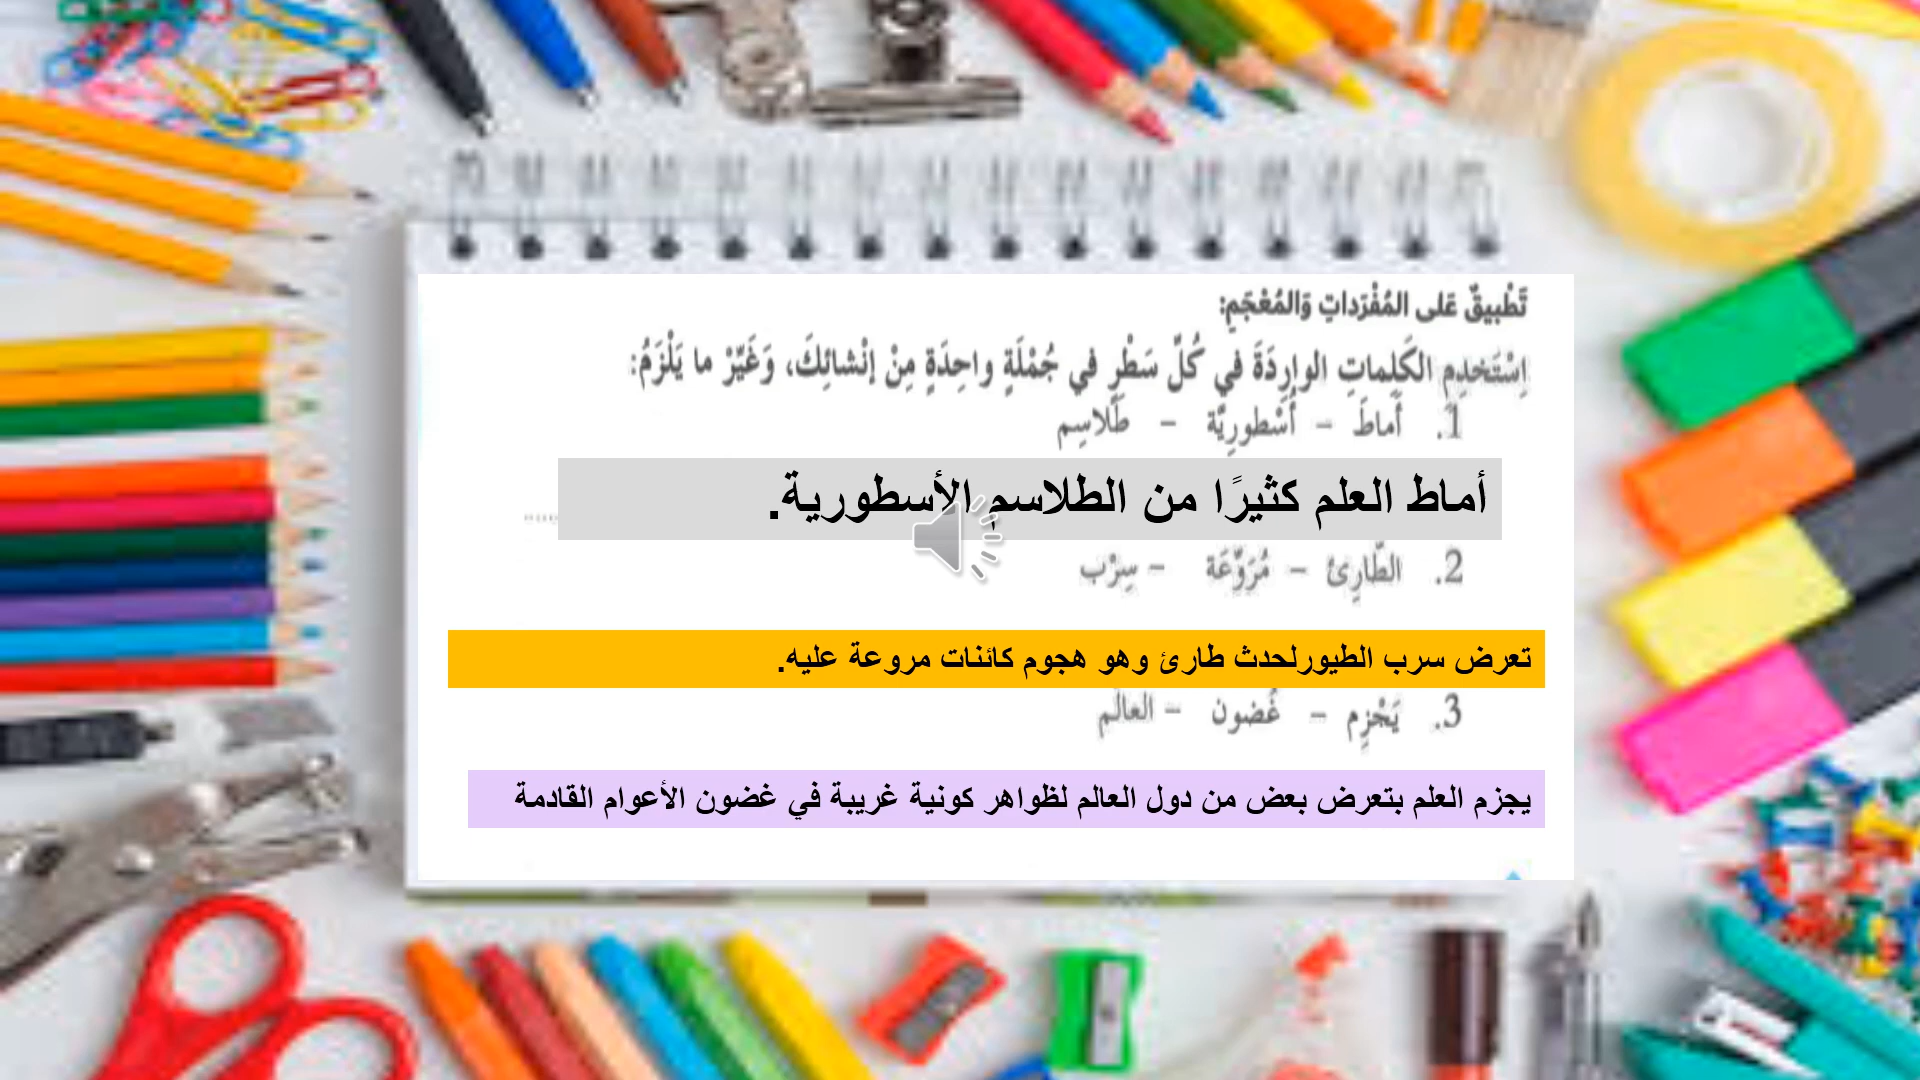 تَطْبيقٌ عَلى المُفْرَداتِ وَالمُعْجَمِ:
اِسْتَخدِمِ الكَلِماتِ الوارِدَةَ في كُلِّ سَطْرٍ في جُمْلَةٍ واحِدَةٍ مِنْ إنْشائِكَ، وَغَيِّرْ ما يَلْزَمُ:
1. أَماطَ – أُسْطورِيَّة – طَلاسِم
أماط العلم كثيرًا من الطلاسمِ الأسطورية.
2. الطّارِئ – مُرَوِّعَة – سِرْب
تعرض سرب الطيورلحدث طارئ وهو هجوم كائنات مروعة عليه.
3. يَجْزِم – غُضون – العالَم
يجزم العلم بتعرض بعض من دول العالم لظواهر كونية غريبة في غضون الأعوام القادمة